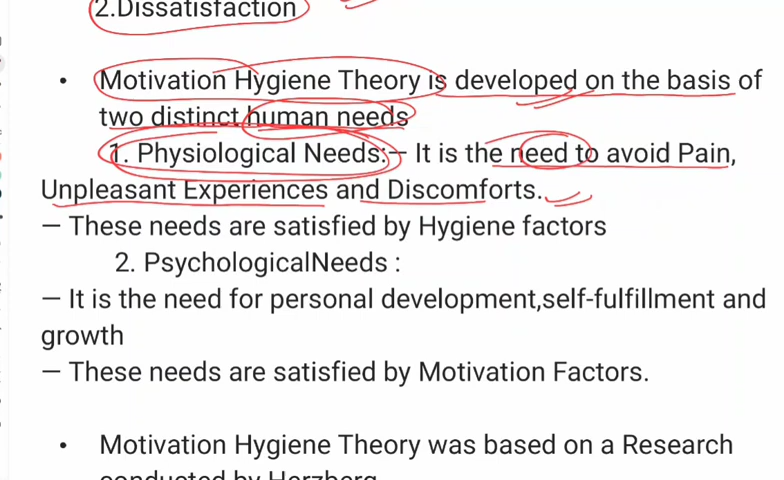 2.Dissatisfaction
• Motivation Hygiene Theory is developed on the basis of
two distinct human needs
1. Physiological Needs:– It is the need to avoid Pain,
Unpleasant Experiences and Discomforts.
– These needs are satisfied by Hygiene factors
2. PsychologicalNeeds :
– It is the need for personal development,self-fulfillment and
growth
– These needs are satisfied by Motivation Factors.
• Motivation Hygiene Theory was based on a Research
conducted by Herzberg